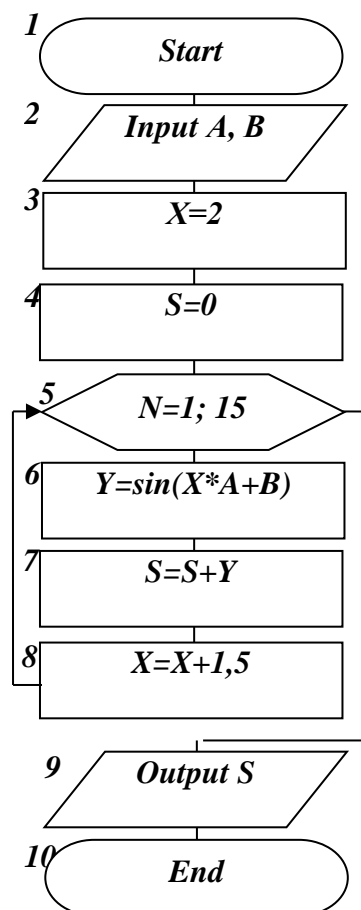 1
Start
2
Input A, B
3
X=2
4
S=0
5
N=1; 15
6
Y=sin(X*A+B)
7
S=S+Y
8
X=X+1,5
9
Output S
10
End